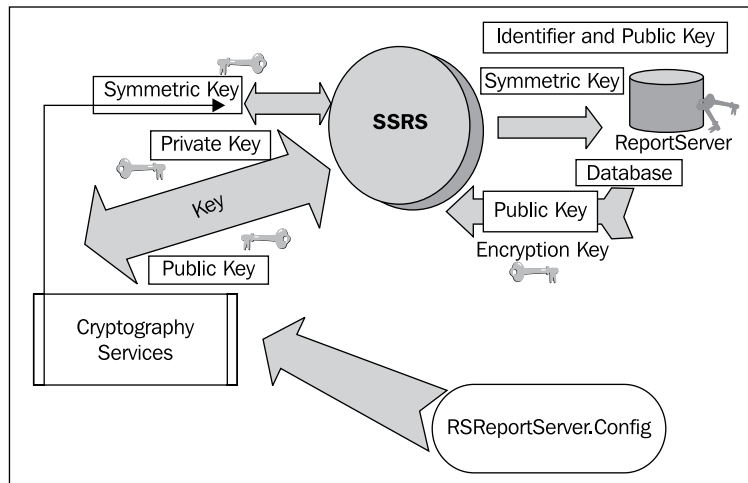 Identifier and Public Key
Symmetric Key
Symmetric Key
SSRS
ReportServer
Private Key
Database
Key
Public Key
Encryption Key
Public Key
Cryptography
Services
RSReportServer.Config